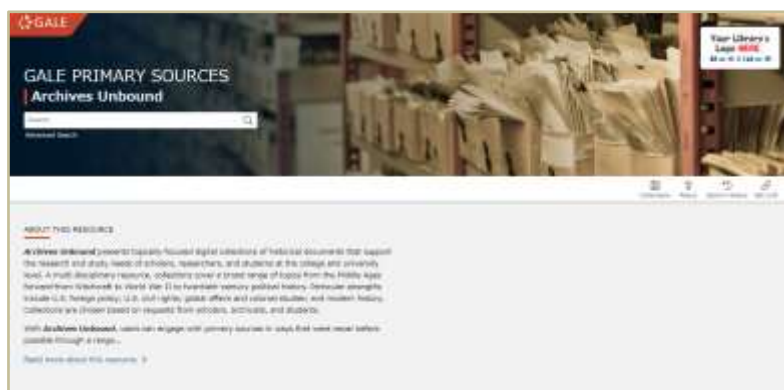 GALE
Your Library's
Logo HERE
GALE PRIMARY SOURCES
Archives Unbound
Search
Advanced Search
ABOUT THIS RESOURCE
Archives Unbound presents topically-focused digital collections of historical documents that support
the research and study needs of scholars, researchers, and students at the college and university
level. A multi-disciplinary resource, collections cover a broad range of topics from the Middle Ages
forward-from Witchcraft to World War II to twentieth-century political history. Particular strengths
include U.S. foreign policy; U.S. civil rights; global affairs and colonial studies; and modern history.
Collections are chosen based on requests from scholars, archivists, and students.
With Archives Unbound, users can engage with primary sources in ways that were never before
possible through a range...
Read more about this resource